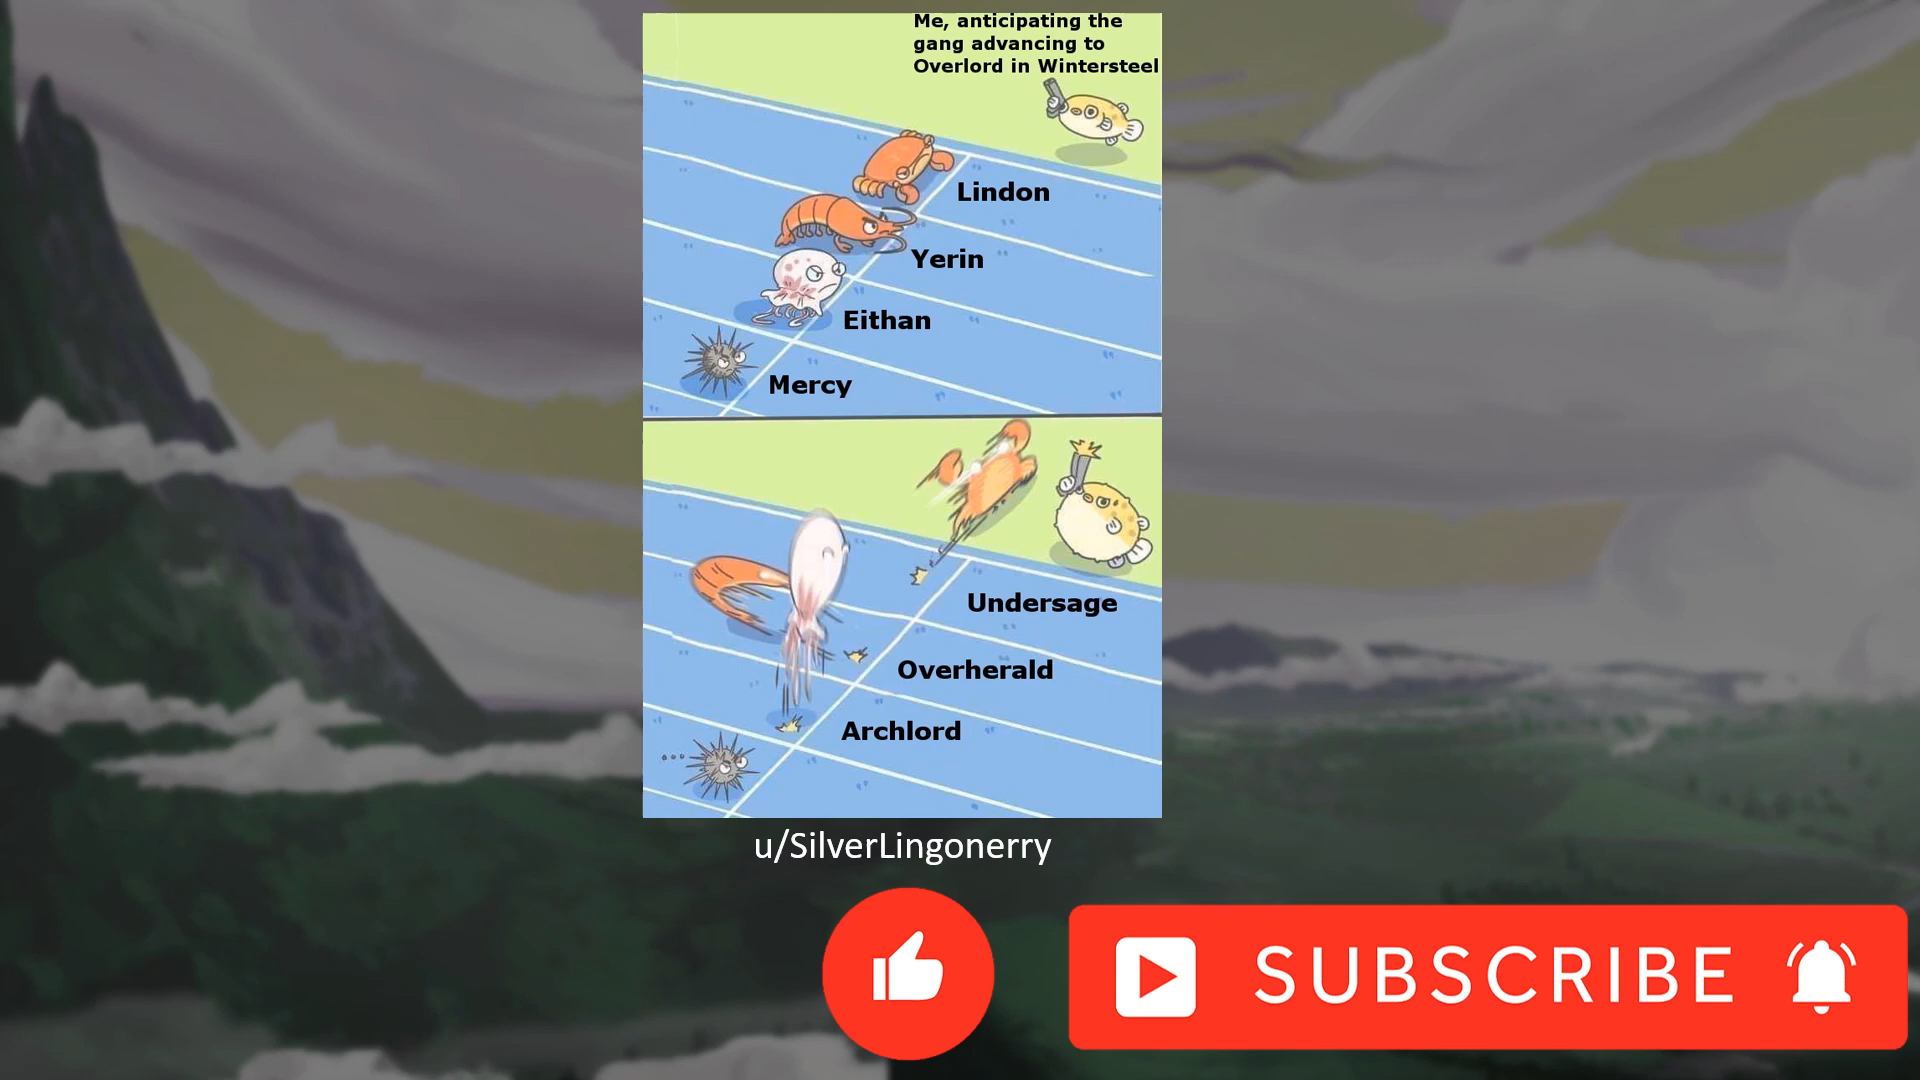 Me, anticipating the
gang advancing to
Overlord in Wintersteel
Lindon
Yerin
Eithan
Mercy
Undersage
Overherald
Archlord
...
u/SilverLingonerry
SUBSCRIBE